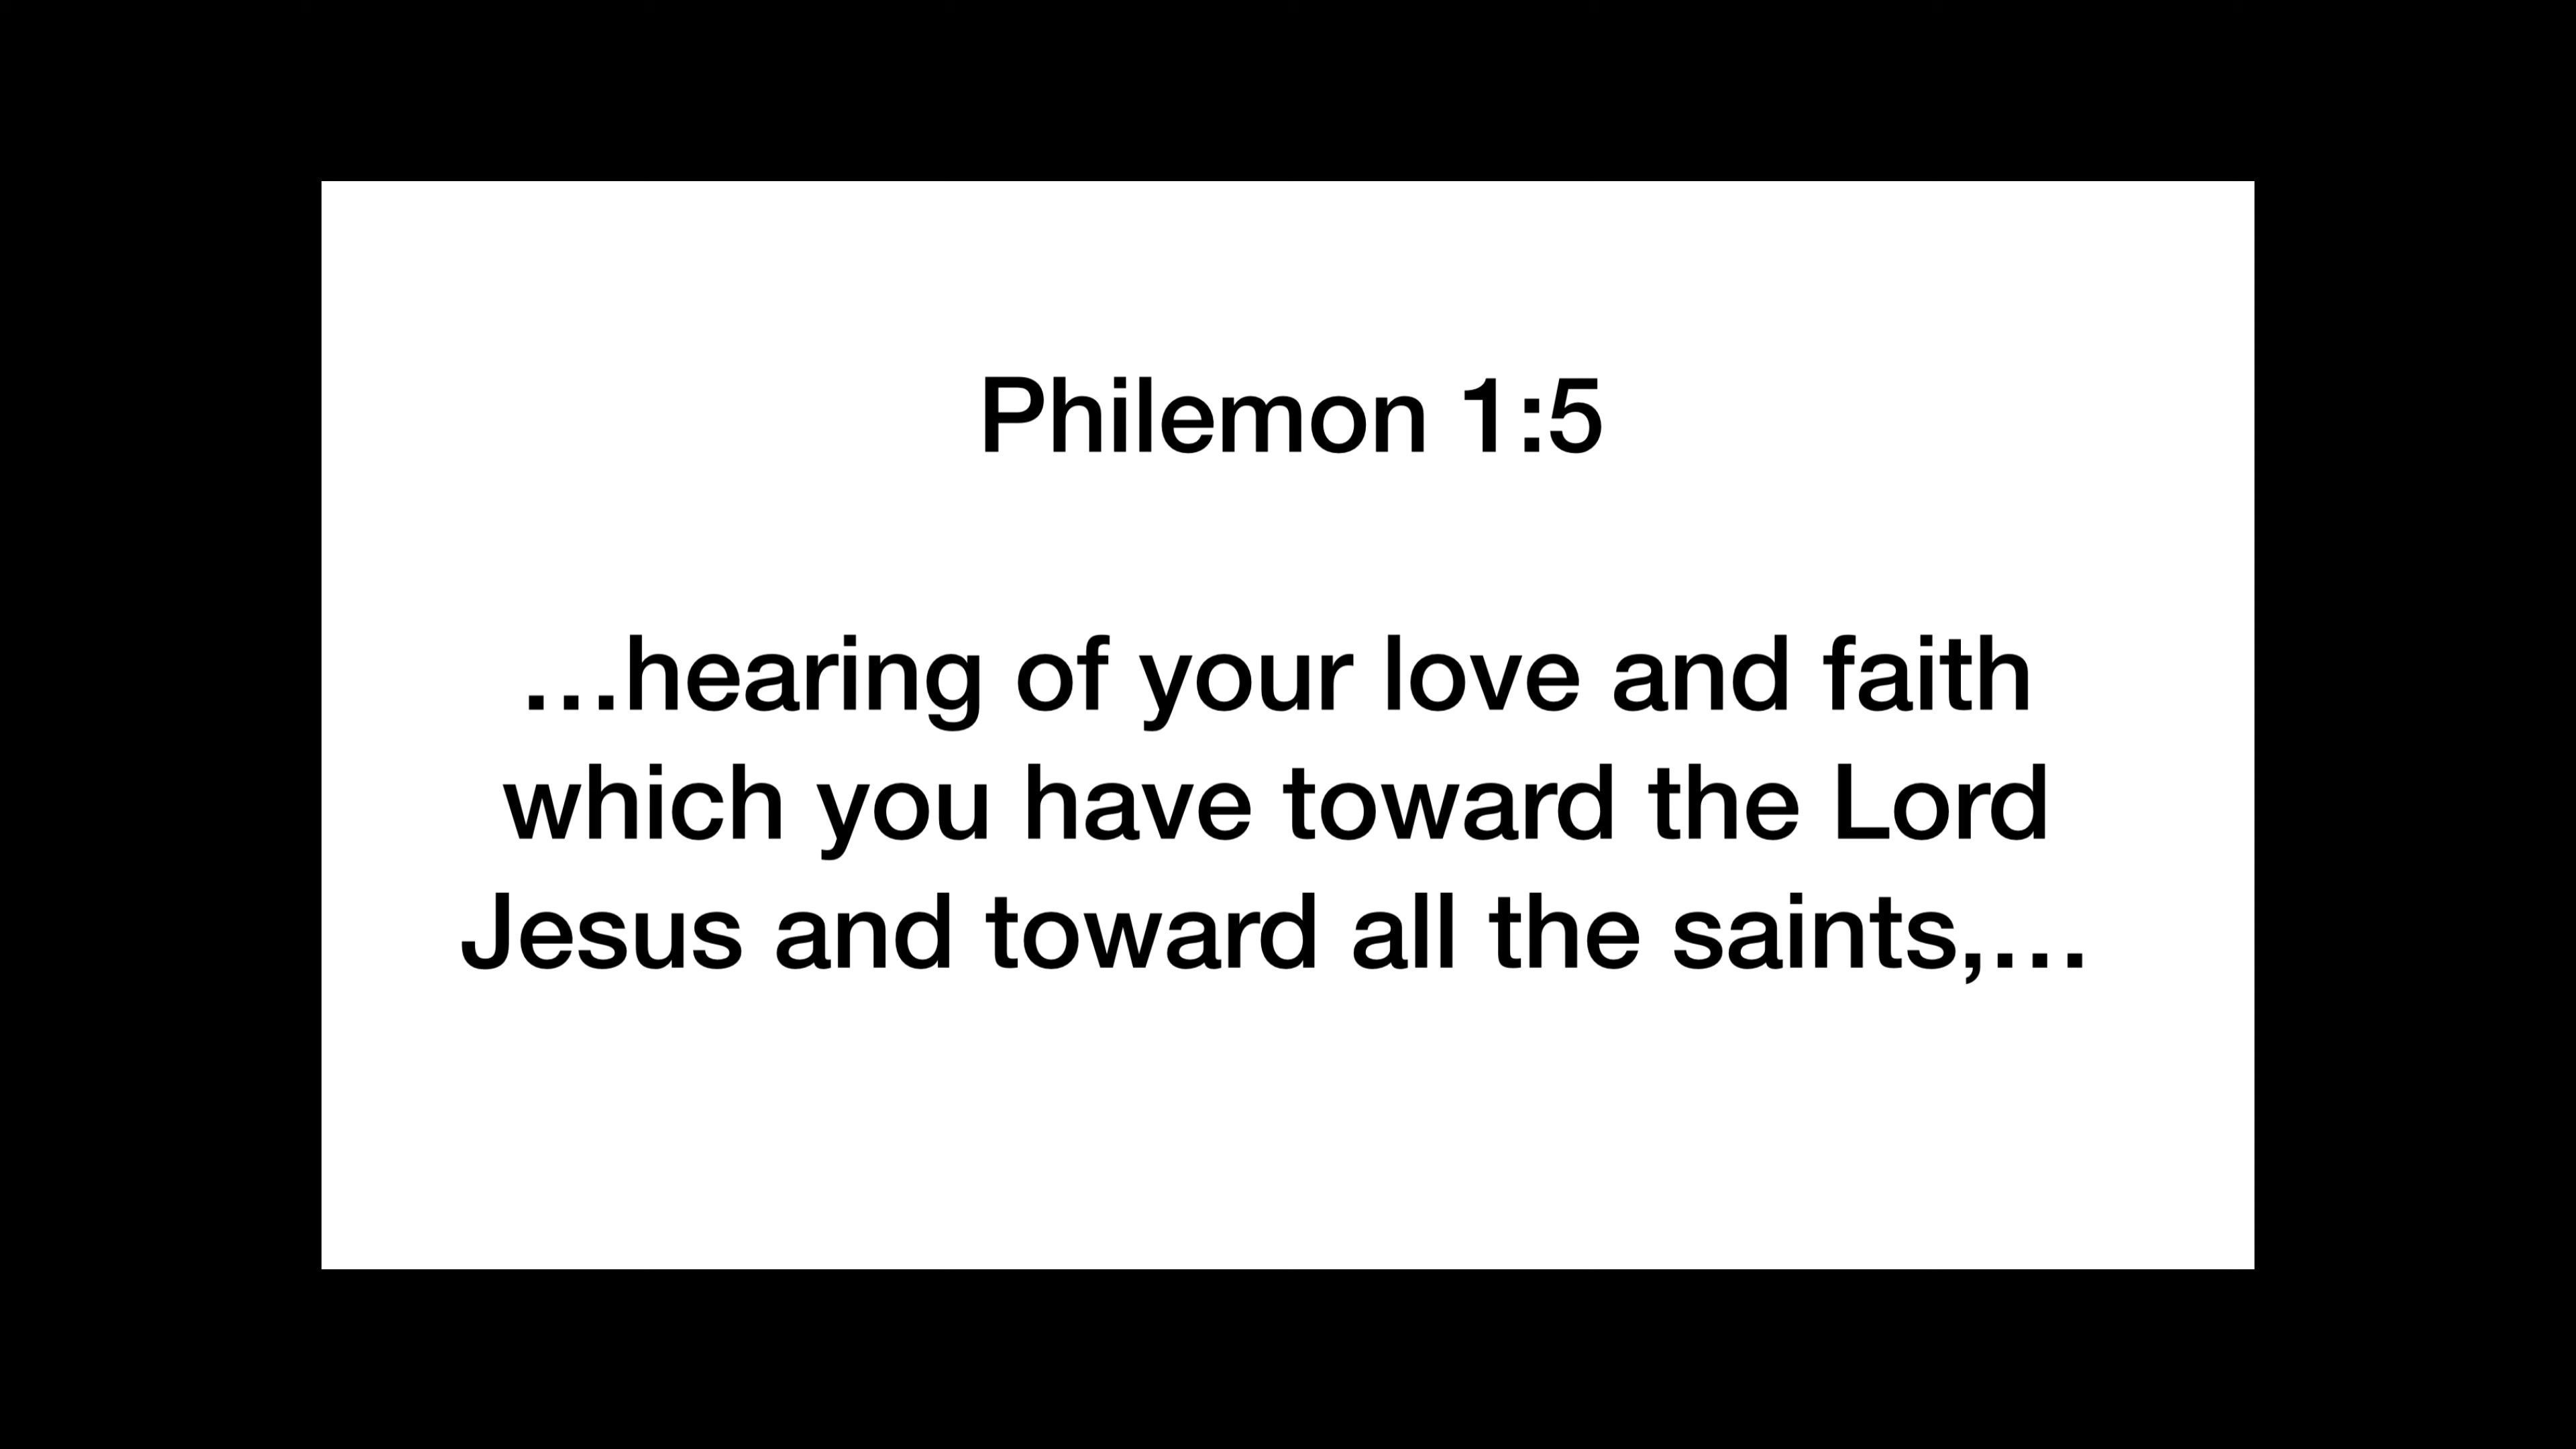 Philemon 1:5
…hearing of your love and faith
which you have toward the Lord
Jesus and toward all the saints,…